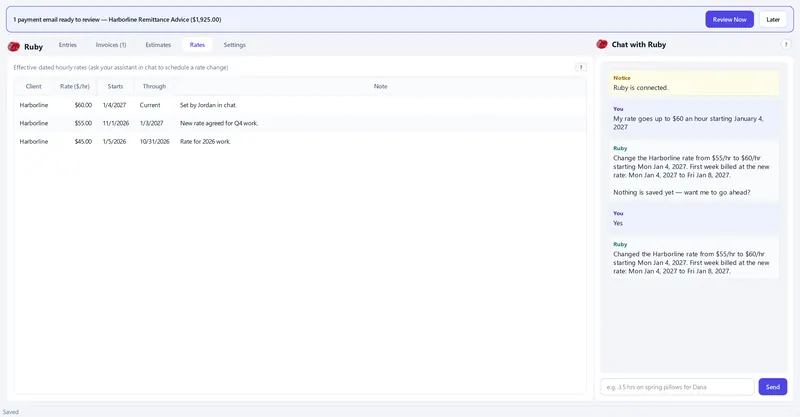 1 payment email ready to review — Harborline Remittance Advice ($1,925.00)
Review Now
Later
Ruby
Entries
Invoices (1)
Estimates
Rates
Settings
Chat with Ruby
?
Effective-dated hourly rates (ask your assistant in chat to schedule a rate change)
?
Client Rate ($/hr) Starts Through Note
Harborline $60.00 1/4/2027 Current Set by Jordan in chat.
Harborline $55.00 11/1/2026 1/3/2027 New rate agreed for Q4 work.
Harborline $45.00 1/5/2026 10/31/2026 Rate for 2026 work.
Notice
Ruby is connected.
You
My rate goes up to $60 an hour starting January 4,
2027
Ruby
Change the Harborline rate from $55/hr to $60/hr
starting Mon Jan 4, 2027. First week billed at the new
rate: Mon Jan 4, 2027 to Fri Jan 8, 2027.
Nothing is saved yet — want me to go ahead?
You
Yes
Ruby
Changed the Harborline rate from $55/hr to $60/hr
starting Mon Jan 4, 2027. First week billed at the new
rate: Mon Jan 4, 2027 to Fri Jan 8, 2027.
e.g. 3.5 hrs on spring pillows for Dana
Send
Saved